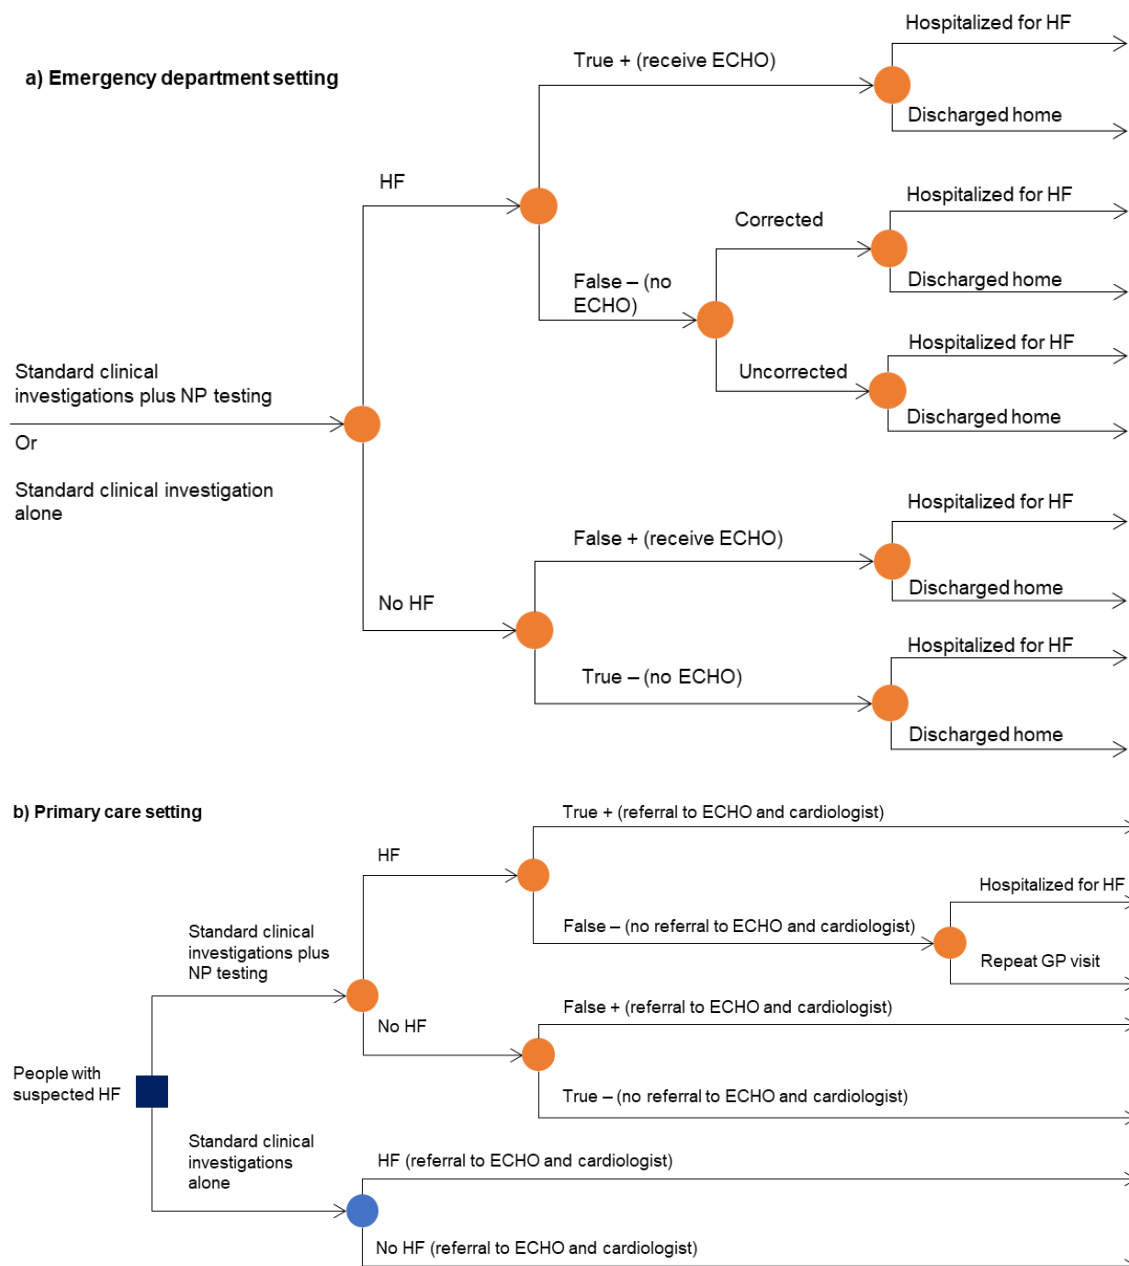 a) Emergency department setting
Hospitalized for HF
True + (receive ECHO)
Discharged home
HF
Hospitalized for HF
Corrected
False – (no
ECHO)
Discharged home
Hospitalized for HF
Uncorrected
Discharged home
Standard clinical
investigations plus NP testing
Or
Standard clinical investigation
alone
Hospitalized for HF
False + (receive ECHO)
Discharged home
No HF
Hospitalized for HF
True – (no ECHO)
Discharged home
b) Primary care setting
True + (referral to ECHO and cardiologist)
HF
Hospitalized for HF
False – (no referral to ECHO and cardiologist)
Repeat GP visit
Standard clinical
investigations plus
NP testing
False + (referral to ECHO and cardiologist)
No HF
True – (no referral to ECHO and cardiologist)
People with
suspected HF
Standard clinical
investigations
alone
HF (referral to ECHO and cardiologist)
No HF (referral to ECHO and cardiologist)